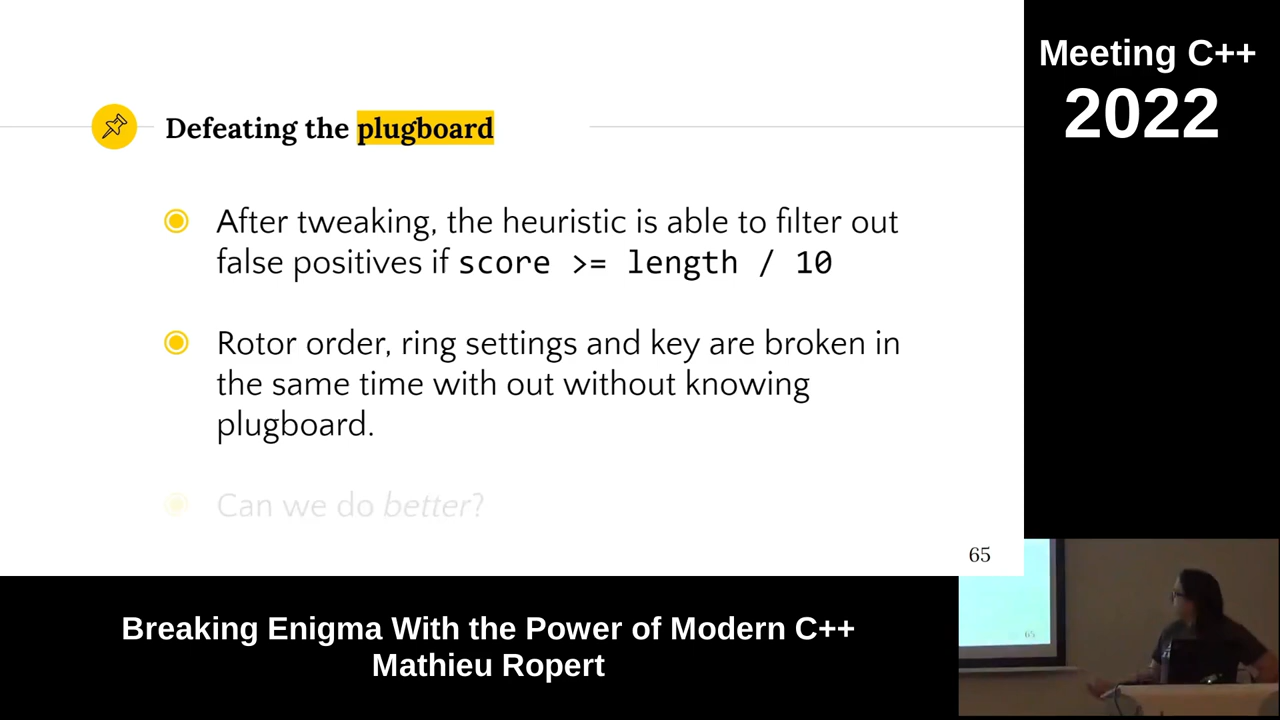 Meeting C++
2022
Defeating the plugboard
After tweaking, the heuristic is able to filter out
false positives if score >= length / 10
Rotor order, ring settings and key are broken in
the same time with out without knowing
plugboard.
Can we do better?
65
65
Breaking Enigma With the Power of Modern C++
Mathieu Ropert